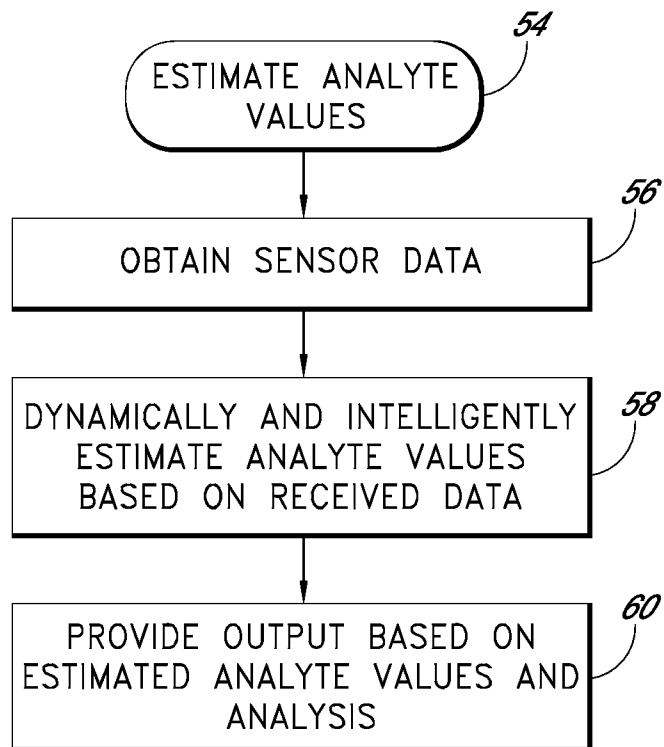 54
ESTIMATE ANALYTE
VALUES
56
OBTAIN SENSOR DATA
58
DYNAMICALLY AND INTELLIGENTLY
ESTIMATE ANALYTE VALUES
BASED ON RECEIVED DATA
60
PROVIDE OUTPUT BASED ON
ESTIMATED ANALYTE VALUES AND
ANALYSIS